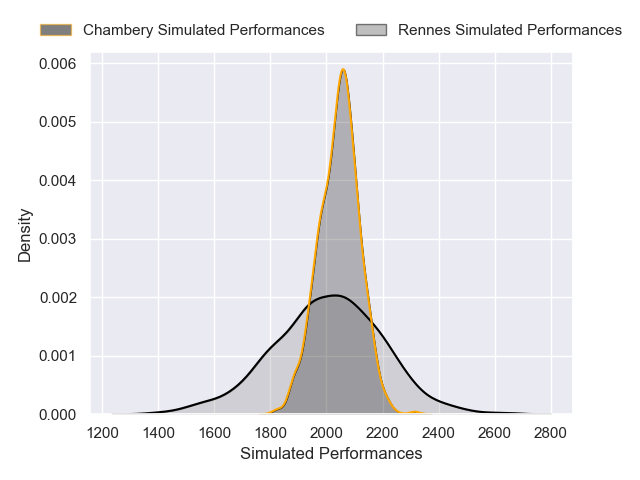 Chambery Simulated Performances
Rennes Simulated Performances
0.006
0.005
0.004
0.003
0.002
0.001
0.000
Density
1200 1400 1600 1800 2000 2200 2400 2600 2800
Simulated Performances